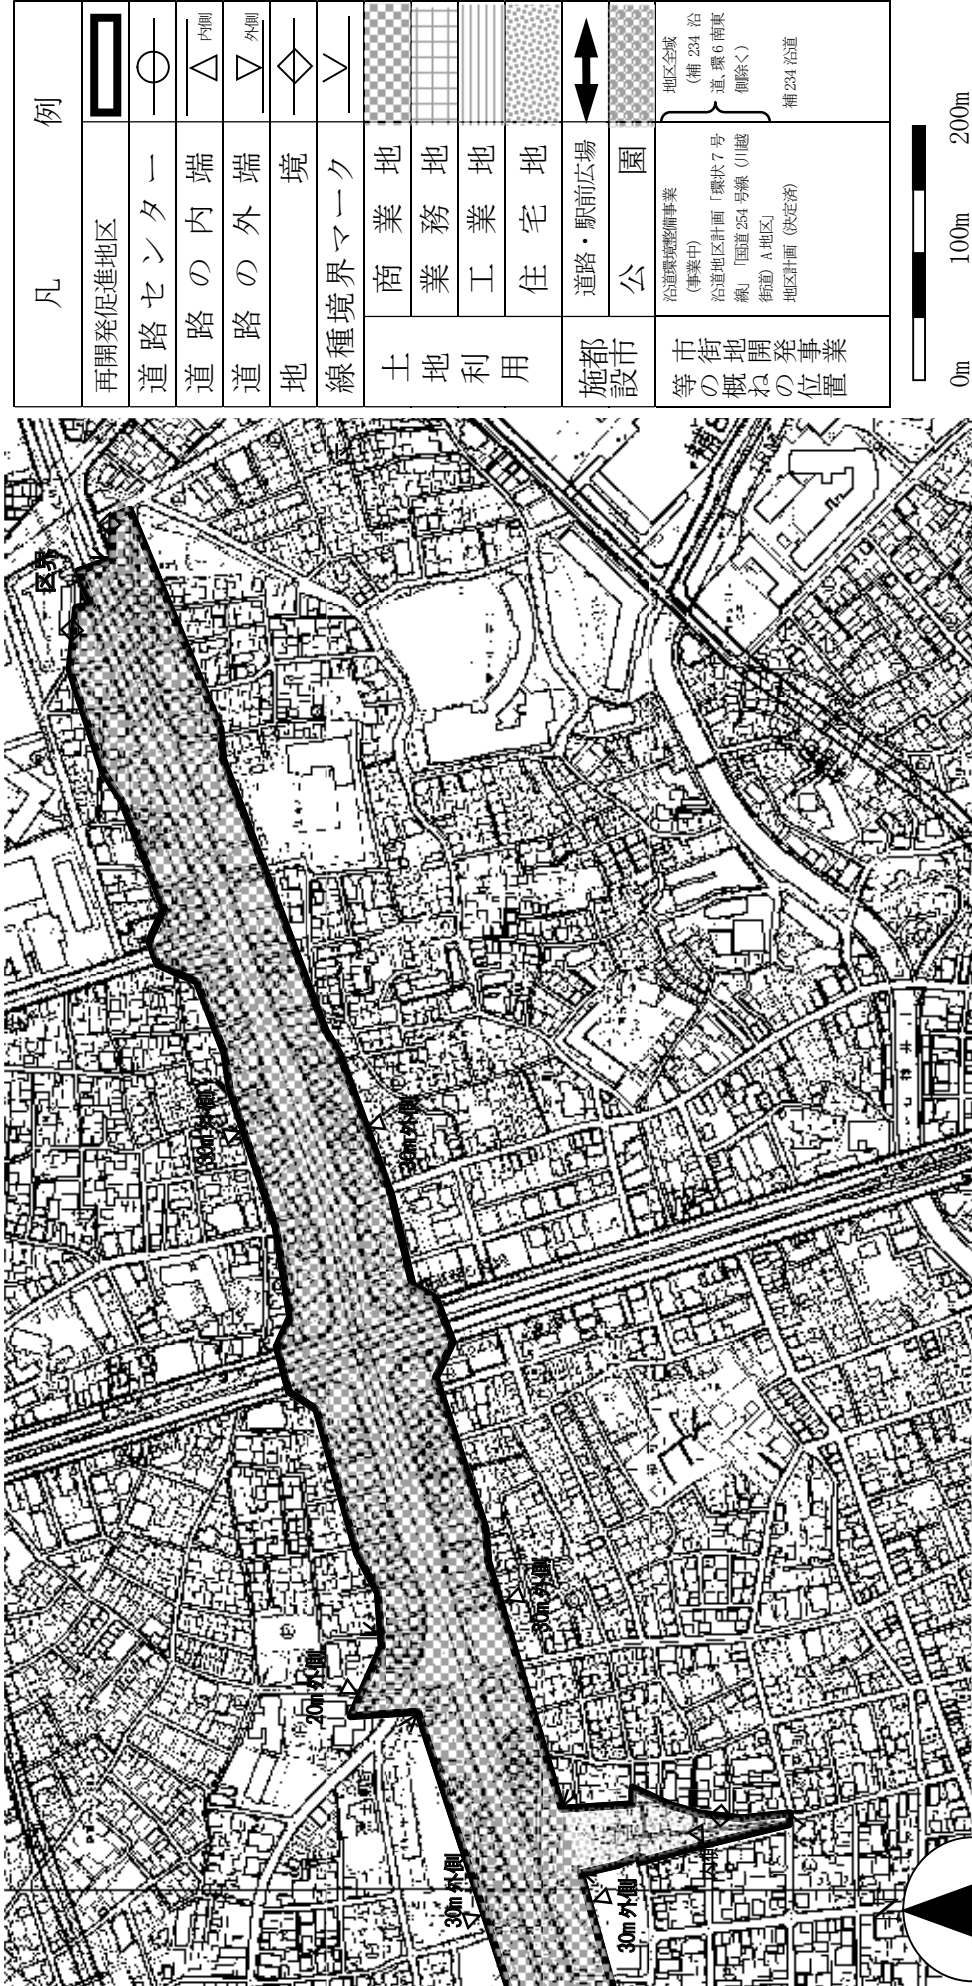 凡例
再開発促進地区
道路センター
道路の内端 内側
道路の外端 外側
地境
線種境界マーク
土地利用
商業地
業務地
工業地
住宅地
都市施設
道路・駅前広場
公園
市街地開発事業等の概ねの位置
沿道環境整備事業
(事業中)
沿道地区計画「環状7号
線」「国道254号線(川越
街道)A地区」
地区計画(決定済)
地区全域
(補234沿
道、環6南東
側除く)
補234沿道
0m 100m 200m
区界
30m外側
30m外側
20m外側
30m外側
30m外側
30m外側